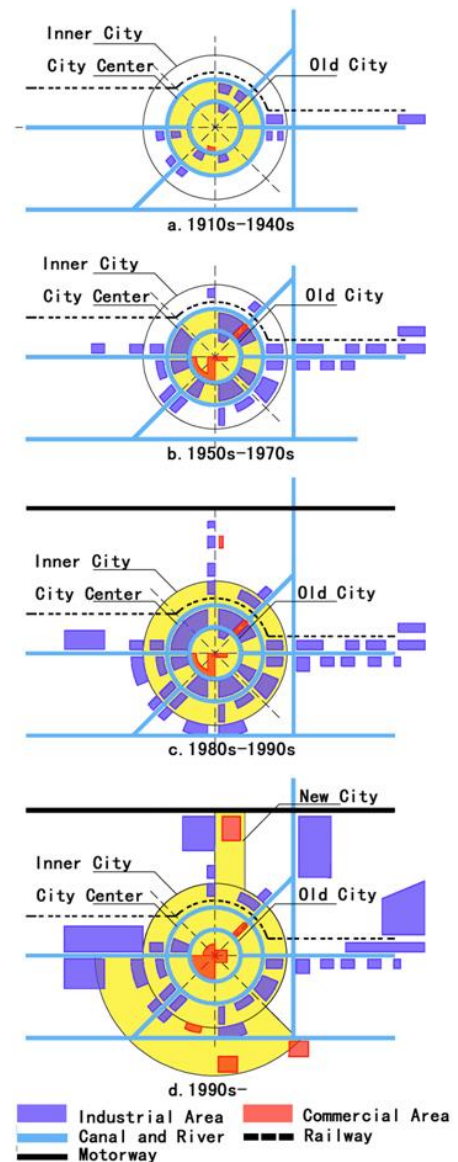 Inner City
City Center
Old City
a. 1910s-1940s
Inner City
City Center
Old City
b. 1950s-1970s
Inner City
City Center
Old City
c. 1980s-1990s
New City
Inner City
City Center
Old City
d. 1990s-
Industrial Area
Commercial Area
Canal and River
Railway
Motorway